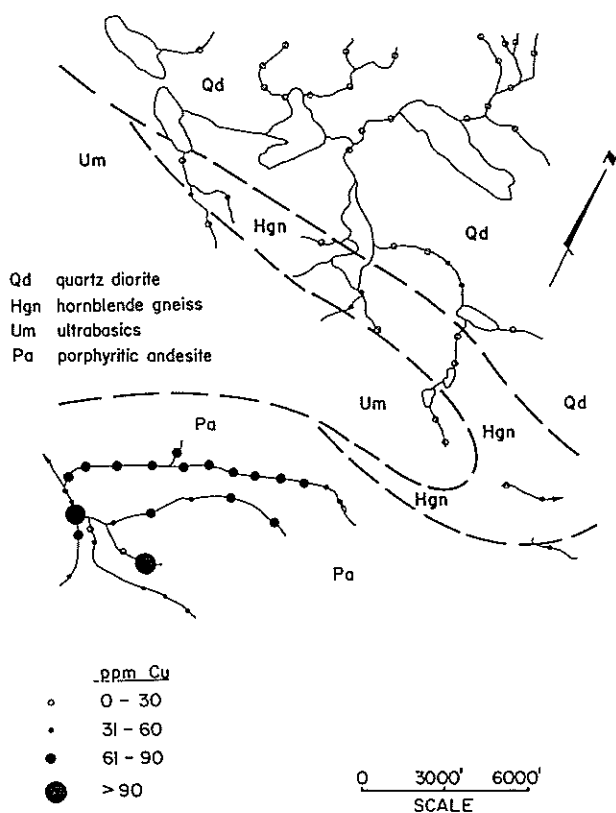 Qd
Um
Hgn
Qd
Qd quartz diorite
Hgn hornblende gneiss
Um ultrabasics
Pa porphyritic andesite
Um
Qd
Pa
Hgn
Hgn
Pa
ppm Cu
0 - 30
31 - 60
61 - 90
> 90
0 3000' 6000'
SCALE